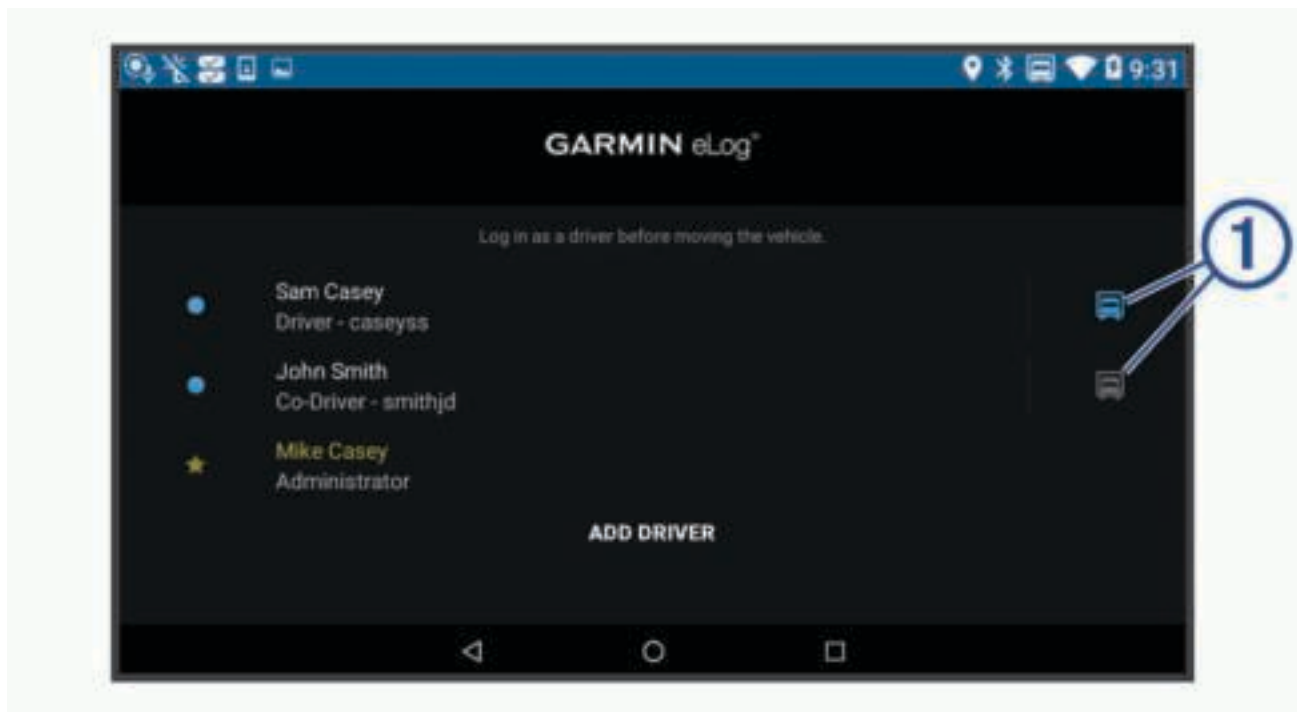 9:31
GARMIN eLog™
Log in as a driver before moving the vehicle.
1
Sam Casey
Driver - caseyss
John Smith
Co-Driver - smithjd
Mike Casey
Administrator
ADD DRIVER